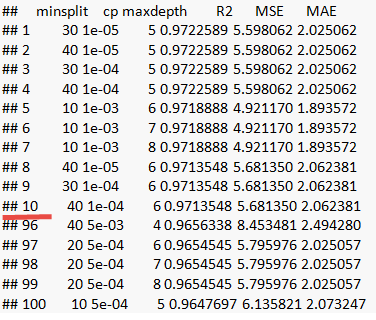 ## minsplit cp maxdepth R2 MSE MAE
## 1 30 1e-05 5 0.9722589 5.598062 2.025062
## 2 40 1e-05 5 0.9722589 5.598062 2.025062
## 3 30 1e-04 5 0.9722589 5.598062 2.025062
## 4 40 1e-04 5 0.9722589 5.598062 2.025062
## 5 10 1e-03 6 0.9718888 4.921170 1.893572
## 6 10 1e-03 7 0.9718888 4.921170 1.893572
## 7 10 1e-03 8 0.9718888 4.921170 1.893572
## 8 40 1e-05 6 0.9713548 5.681350 2.062381
## 9 30 1e-04 6 0.9713548 5.681350 2.062381
## 10 40 1e-04 6 0.9713548 5.681350 2.062381
## 96 40 5e-03 4 0.9656338 8.453481 2.494280
## 97 20 5e-04 6 0.9654545 5.795976 2.025057
## 98 20 5e-04 7 0.9654545 5.795976 2.025057
## 99 20 5e-04 8 0.9654545 5.795976 2.025057
## 100 10 5e-04 5 0.9647697 6.135821 2.073247